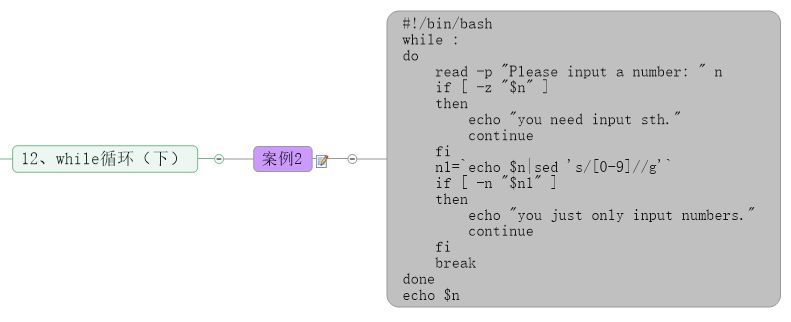 12、while循环（下）
案例2
#!/bin/bash
while :
do
    read -p "Please input a number: " n
    if [ -z "$n" ]
    then
        echo "you need input sth."
        continue
    fi
    n1=`echo $n|sed 's/[0-9]//g'`
    if [ -n "$n1" ]
    then
        echo "you just only input numbers."
        continue
    fi
    break
done
echo $n